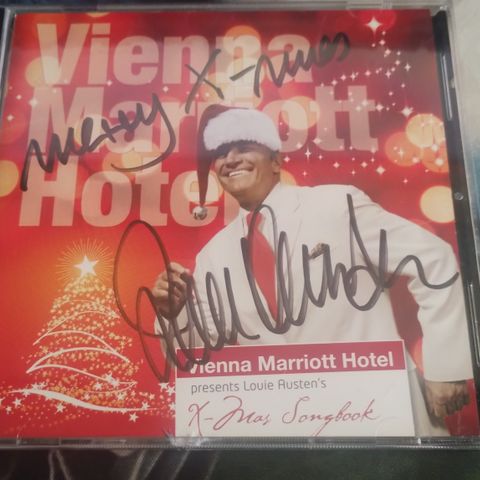 Vienna
Marriott
Hotel
Merry X-mas
Vienna Marriott Hotel
presents Louie Austen's
X-Mas Songbook